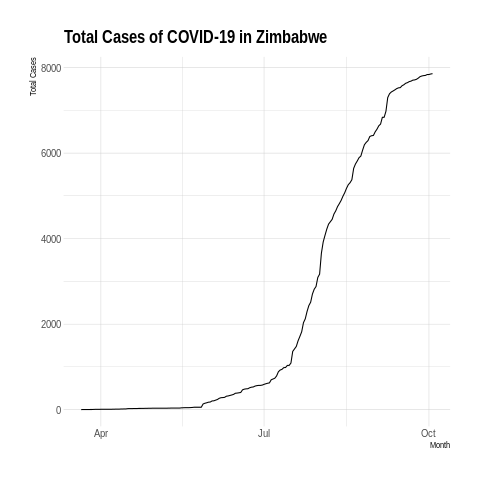 Total Cases of COVID-19 in Zimbabwe
Total Cases
8000
6000
4000
2000
0
Apr Jul Oct
Month